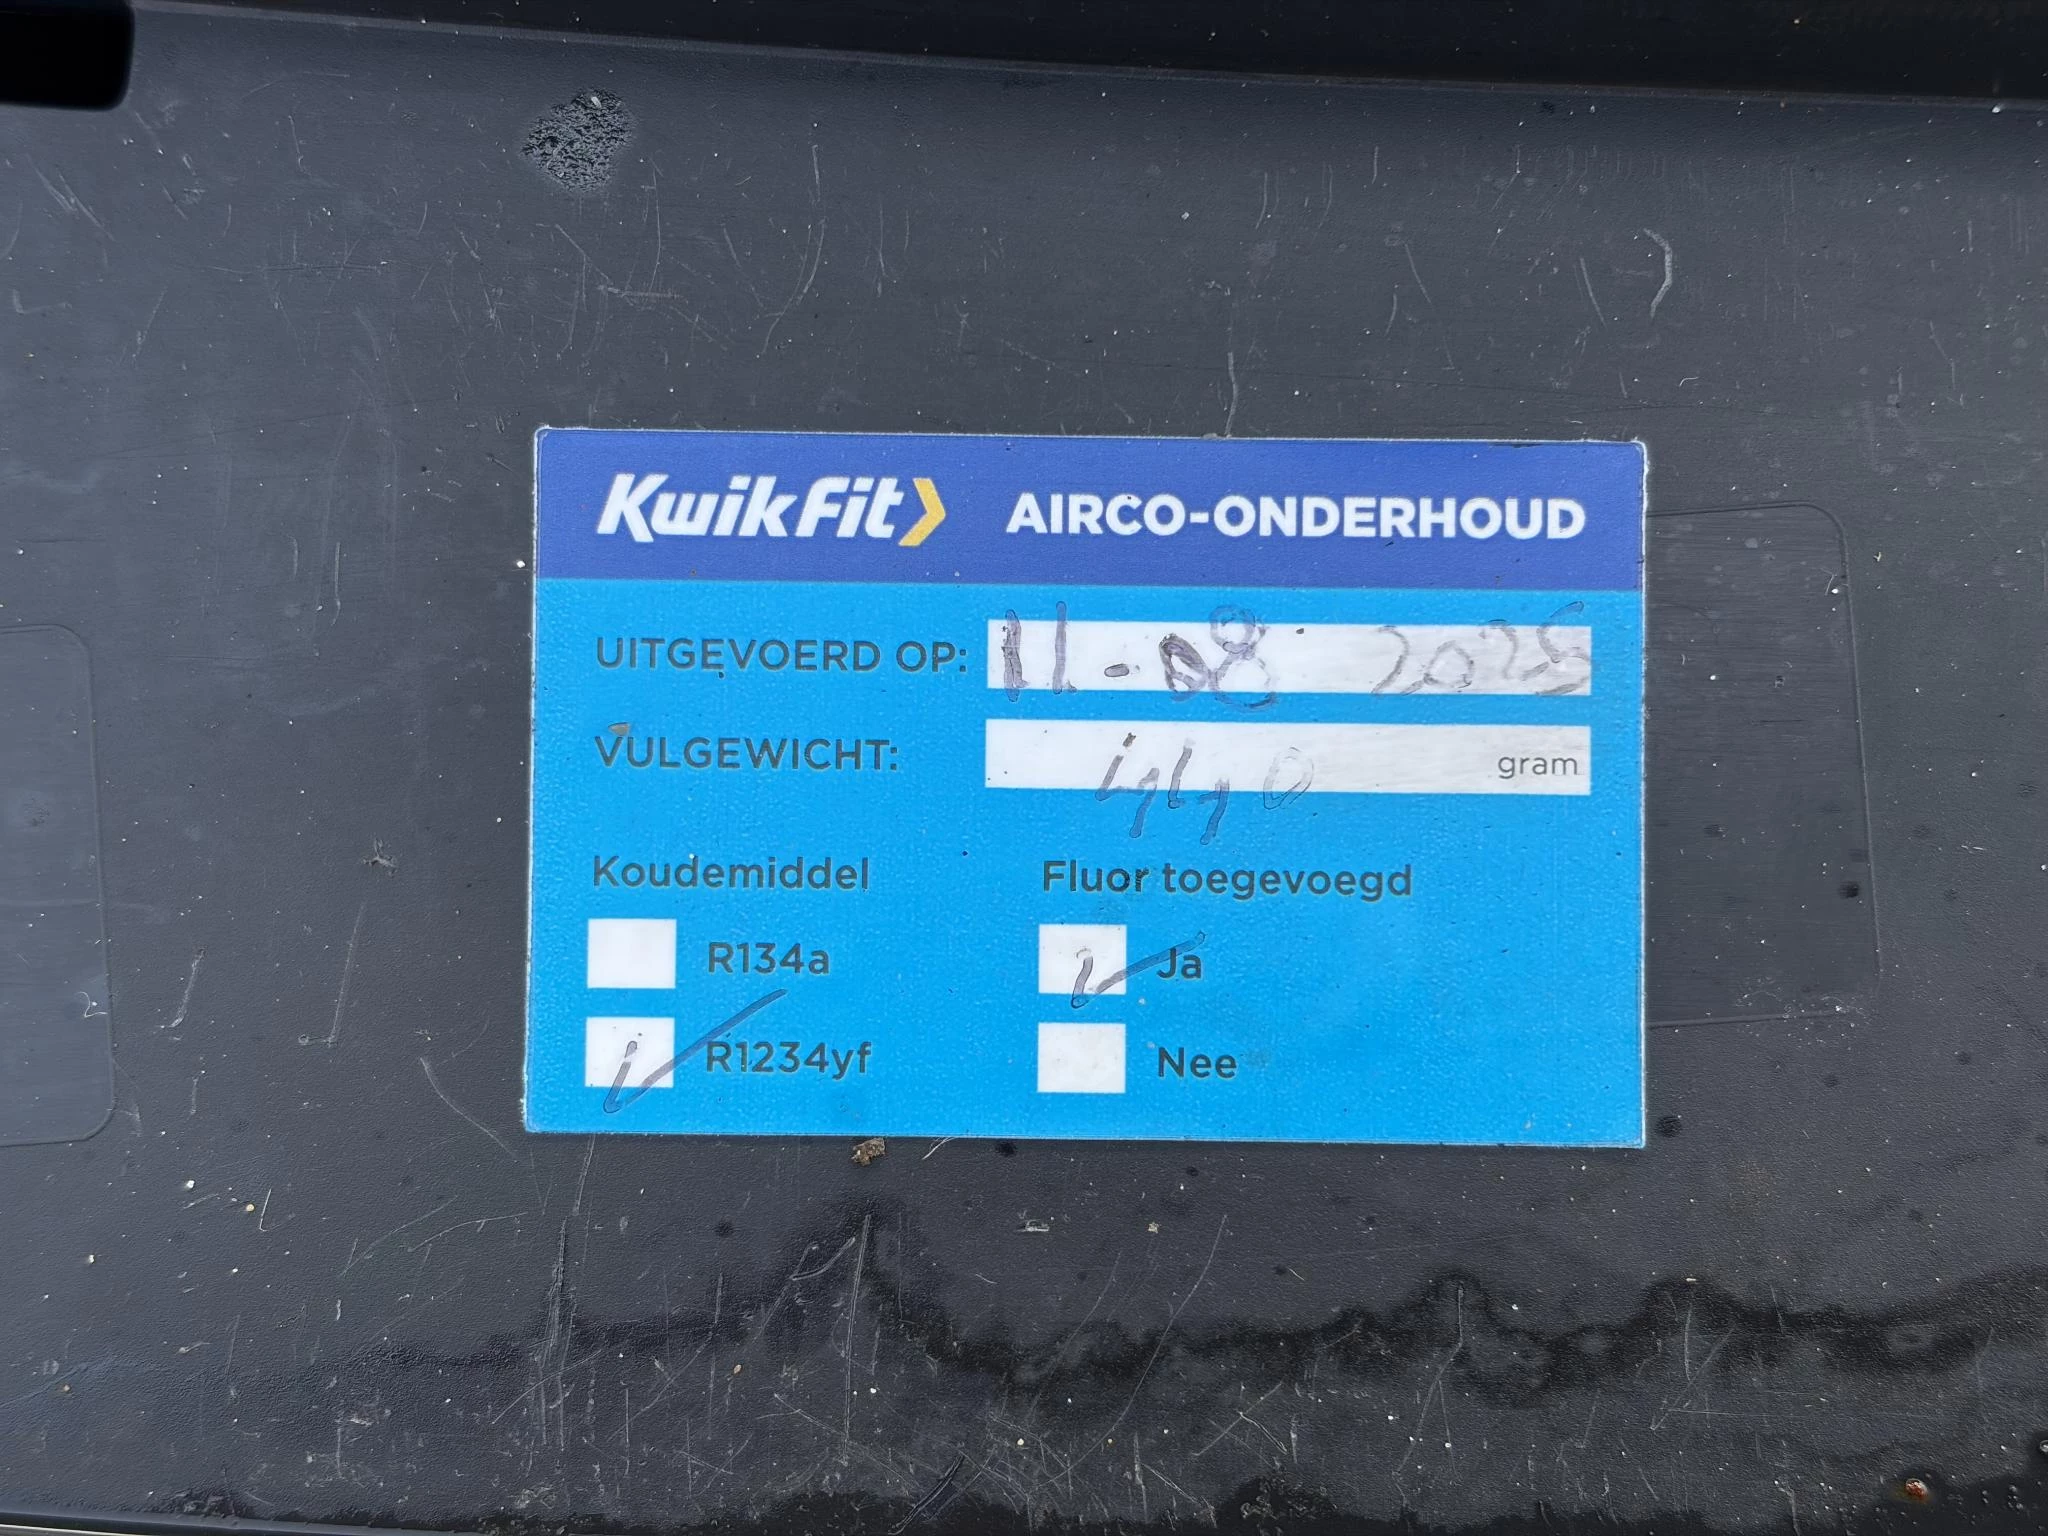 KwikFit AIRCO-ONDERHOUD
UITGEVOERD OP: 11-08 2025
VULGEWICHT: 440 gram
Koudemiddel Fluor toegevoegd
R134a Ja
R1234yf Nee